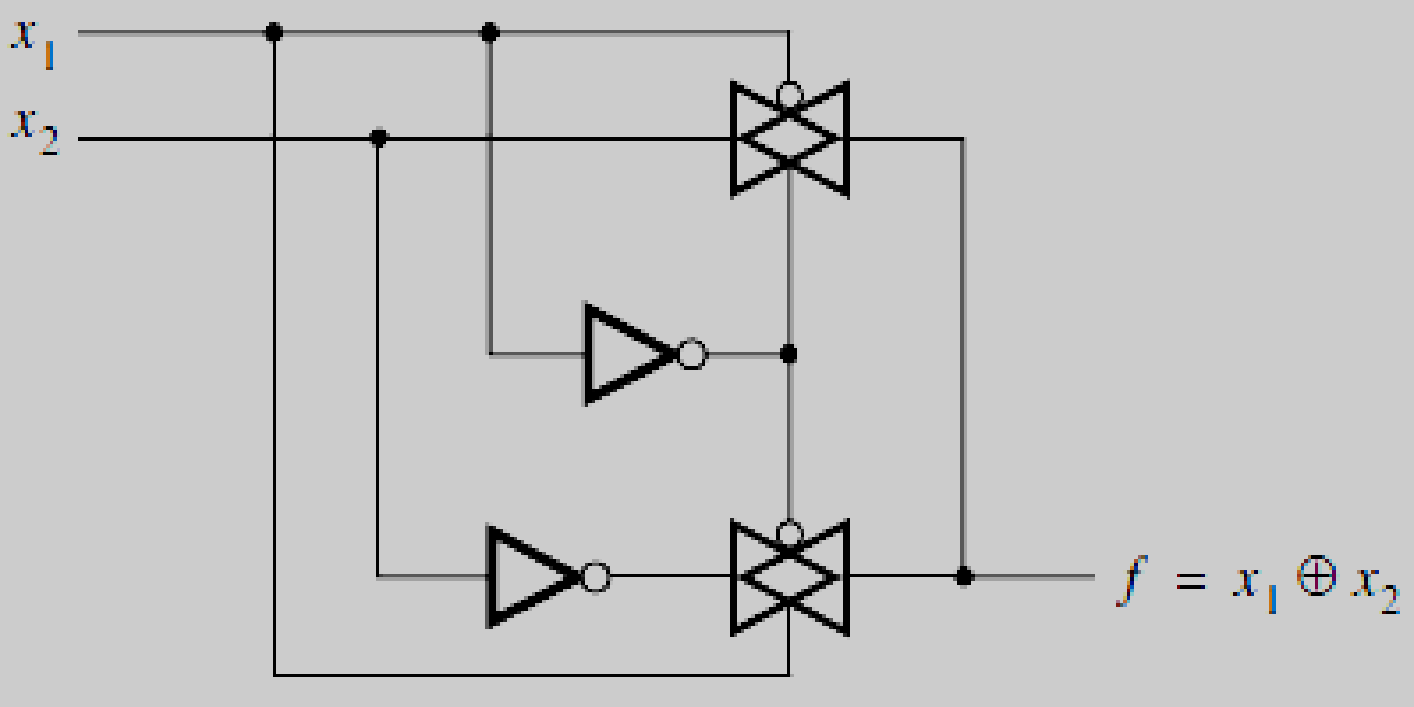 x₁
x₂
f = x₁ ⊕ x₂